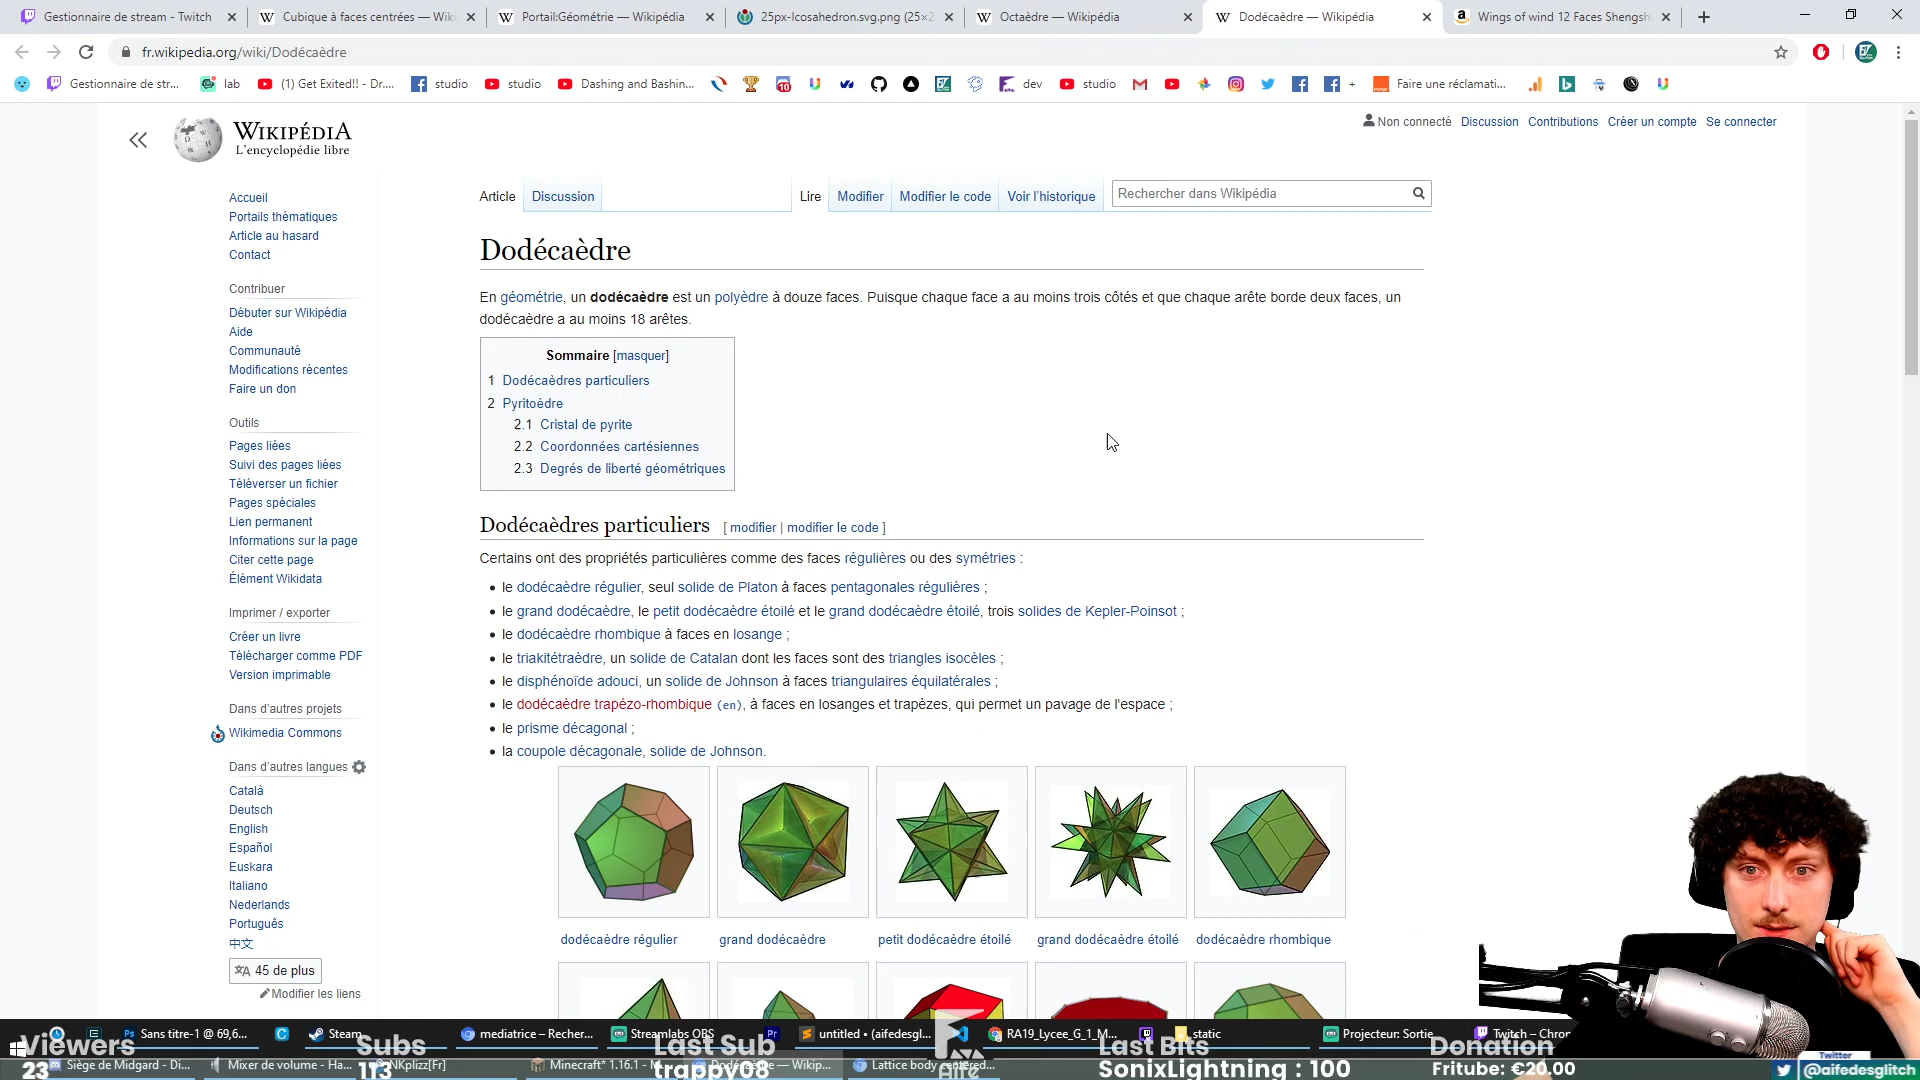 Gestionnaire de stream - Twitch
Cubique à faces centrées — Wiki
Portail:Géométrie — Wikipédia
25px-Icosahedron.svg.png (25×2
Octaèdre — Wikipédia
Dodécaèdre — Wikipédia
Wings of wind 12 Faces Shengsh
fr.wikipedia.org/wiki/Dodécaèdre
Gestionnaire de str...
lab
(1) Get Exited!! - Dr....
studio
studio
Dashing and Bashin...
10
dev
studio
+
Faire une réclamati...
WIKIPÉDIA
L'encyclopédie libre
Non connecté Discussion Contributions Créer un compte Se connecter
Article Discussion Lire Modifier Modifier le code Voir l'historique Rechercher dans Wikipédia
Accueil
Portails thématiques
Article au hasard
Contact
Contribuer
Débuter sur Wikipédia
Aide
Communauté
Modifications récentes
Faire un don
Outils
Pages liées
Suivi des pages liées
Téléverser un fichier
Pages spéciales
Lien permanent
Informations sur la page
Citer cette page
Élément Wikidata
Imprimer / exporter
Créer un livre
Télécharger comme PDF
Version imprimable
Dans d'autres projets
Wikimedia Commons
Dans d'autres langues
Català
Deutsch
English
Español
Euskara
Italiano
Nederlands
Português
中文
45 de plus
Modifier les liens
Dodécaèdre
En géométrie, un dodécaèdre est un polyèdre à douze faces. Puisque chaque face a au moins trois côtés et que chaque arête borde deux faces, un
dodécaèdre a au moins 18 arêtes.
Sommaire [masquer]
1 Dodécaèdres particuliers
2 Pyritoèdre
2.1 Cristal de pyrite
2.2 Coordonnées cartésiennes
2.3 Degrés de liberté géométriques
Dodécaèdres particuliers [ modifier | modifier le code ]
Certains ont des propriétés particulières comme des faces régulières ou des symétries :
• le dodécaèdre régulier, seul solide de Platon à faces pentagonales régulières ;
• le grand dodécaèdre, le petit dodécaèdre étoilé et le grand dodécaèdre étoilé, trois solides de Kepler-Poinsot ;
• le dodécaèdre rhombique à faces en losange ;
• le triakitétraèdre, un solide de Catalan dont les faces sont des triangles isocèles ;
• le disphénoïde adouci, un solide de Johnson à faces triangulaires équilatérales ;
• le dodécaèdre trapézo-rhombique (en), à faces en losanges et trapèzes, qui permet un pavage de l'espace ;
• le prisme décagonal ;
• la coupole décagonale, solide de Johnson.
dodécaèdre régulier
grand dodécaèdre
petit dodécaèdre étoilé
grand dodécaèdre étoilé
dodécaèdre rhombique
Sans titre-1 @ 69,6...
Steam
mediatrice – Recher...
Streamlabs OBS
untitled • (aifedesgl...
RA19_Lycee_G_1_M...
static
Projecteur: Sortie
Twitch – Chron
Viewers
Subs
Last Sub
Last Bits
Donation
Siège de Midgard - Di...
Mixer de volume - Ha...
NKplizz[Fr]
Minecraft* 1.16.1 -
Lattice body centered...
23
113
trappy08
Aife
SonixLightning : 100
Fritube: €20.00
Twitter
@aifedesglitch